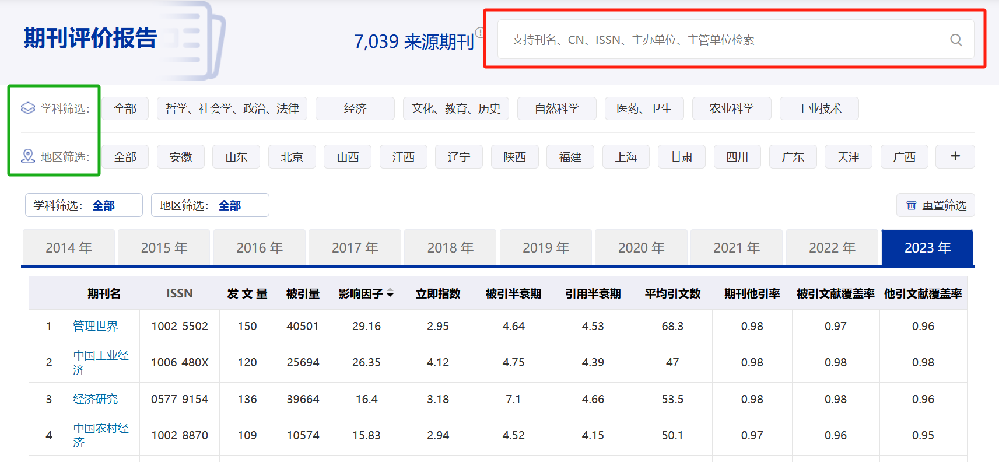 期刊评价报告
7,039 来源期刊
支持刊名、CN、ISSN、主办单位、主管单位检索
学科筛选: 全部 哲学、社会学、政治、法律 经济 文化、教育、历史 自然科学 医药、卫生 农业科学 工业技术
地区筛选: 全部 安徽 山东 北京 山西 江西 辽宁 陕西 福建 上海 甘肃 四川 广东 天津 广西 +
学科筛选: 全部 地区筛选: 全部 重置筛选
2014 年 2015 年 2016 年 2017 年 2018 年 2019 年 2020 年 2021 年 2022 年 2023 年
期刊名 ISSN 发 文 量 被引量 影响因子 立即指数 被引半衰期 引用半衰期 平均引文数 期刊他引率 被引文献覆盖率 他引文献覆盖率
1 管理世界 1002-5502 150 40501 29.16 2.95 4.64 4.53 68.3 0.98 0.97 0.96
2 中国工业经济 1006-480X 120 25694 26.35 4.12 4.75 4.39 47 0.98 0.98 0.98
3 经济研究 0577-9154 136 39664 16.4 3.18 7.1 4.66 53.5 0.98 0.98 0.96
4 中国农村经济 1002-8870 109 10574 15.83 2.94 4.52 4.15 50.1 0.97 0.96 0.95